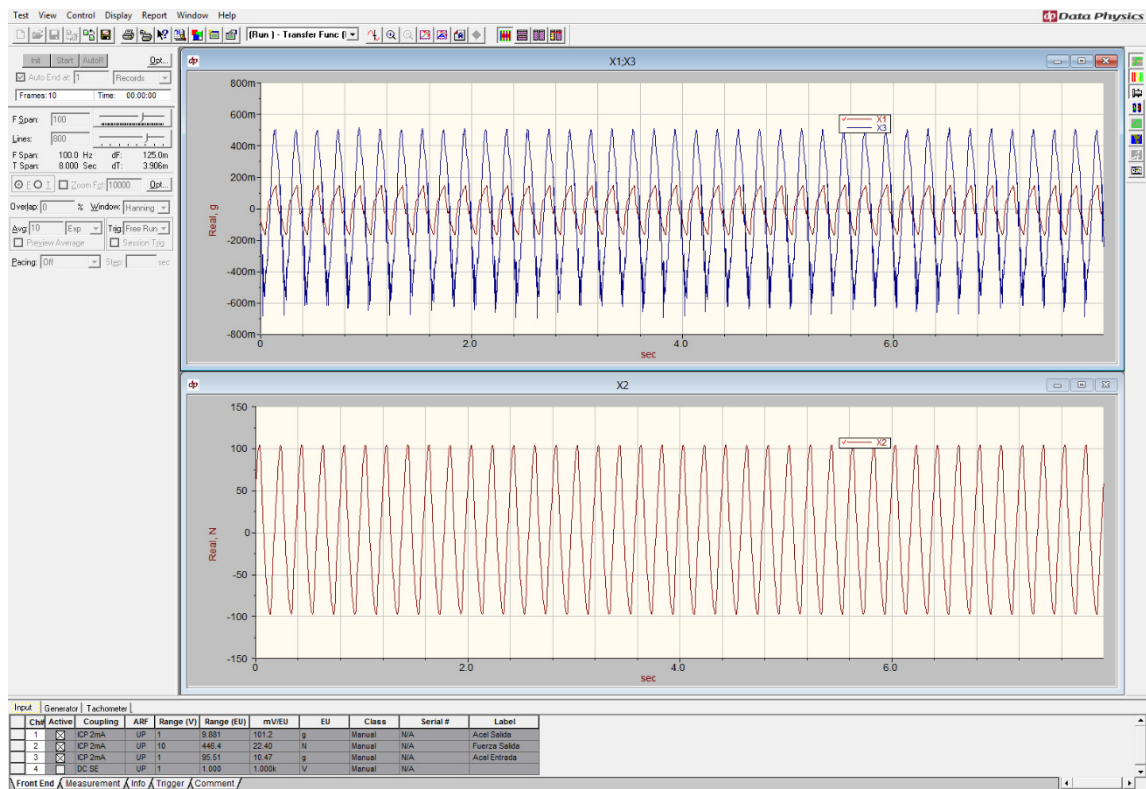 Test View Control Display Report Window Help
Data Physics
(Run ) - Transfer Func (
Init Start AutoR Opt...
Auto End at: 1 Records
Frames: 10 Time: 00:00:00
F Span: 100
Lines: 800
F Span: 100.0 Hz dF: 125.0m
T Span: 8.000 Sec dT: 3.906m
F T Zoom Fct: 10000 Opt...
Overlap: 0 % Window: Hanning
Avg: 10 Exp Trig: Free Run
Preview Average Session Trig
Pacing: Off Step: sec
dp X1;X3
800m
600m
400m
200m
0
-200m
-400m
-600m
-800m
Real, g
X1
X3
0 2.0 4.0 6.0
sec
dp X2
150
100
50
0
-50
-100
-150
Real, N
X2
0 2.0 4.0 6.0
sec
Input Generator Tachometer
Ch# Active Coupling ARF Range (V) Range (EU) mV/EU EU Class Serial # Label
1 ICP 2mA UP 1 9.881 101.2 g Manual N/A Acel Salida
2 ICP 2mA UP 10 446.4 22.40 N Manual N/A Fuerza Salida
3 ICP 2mA UP 1 95.51 10.47 g Manual N/A Acel Entrada
4 DC SE UP 1 1.000 1.000k V Manual N/A
Front End Measurement Info Trigger Comment